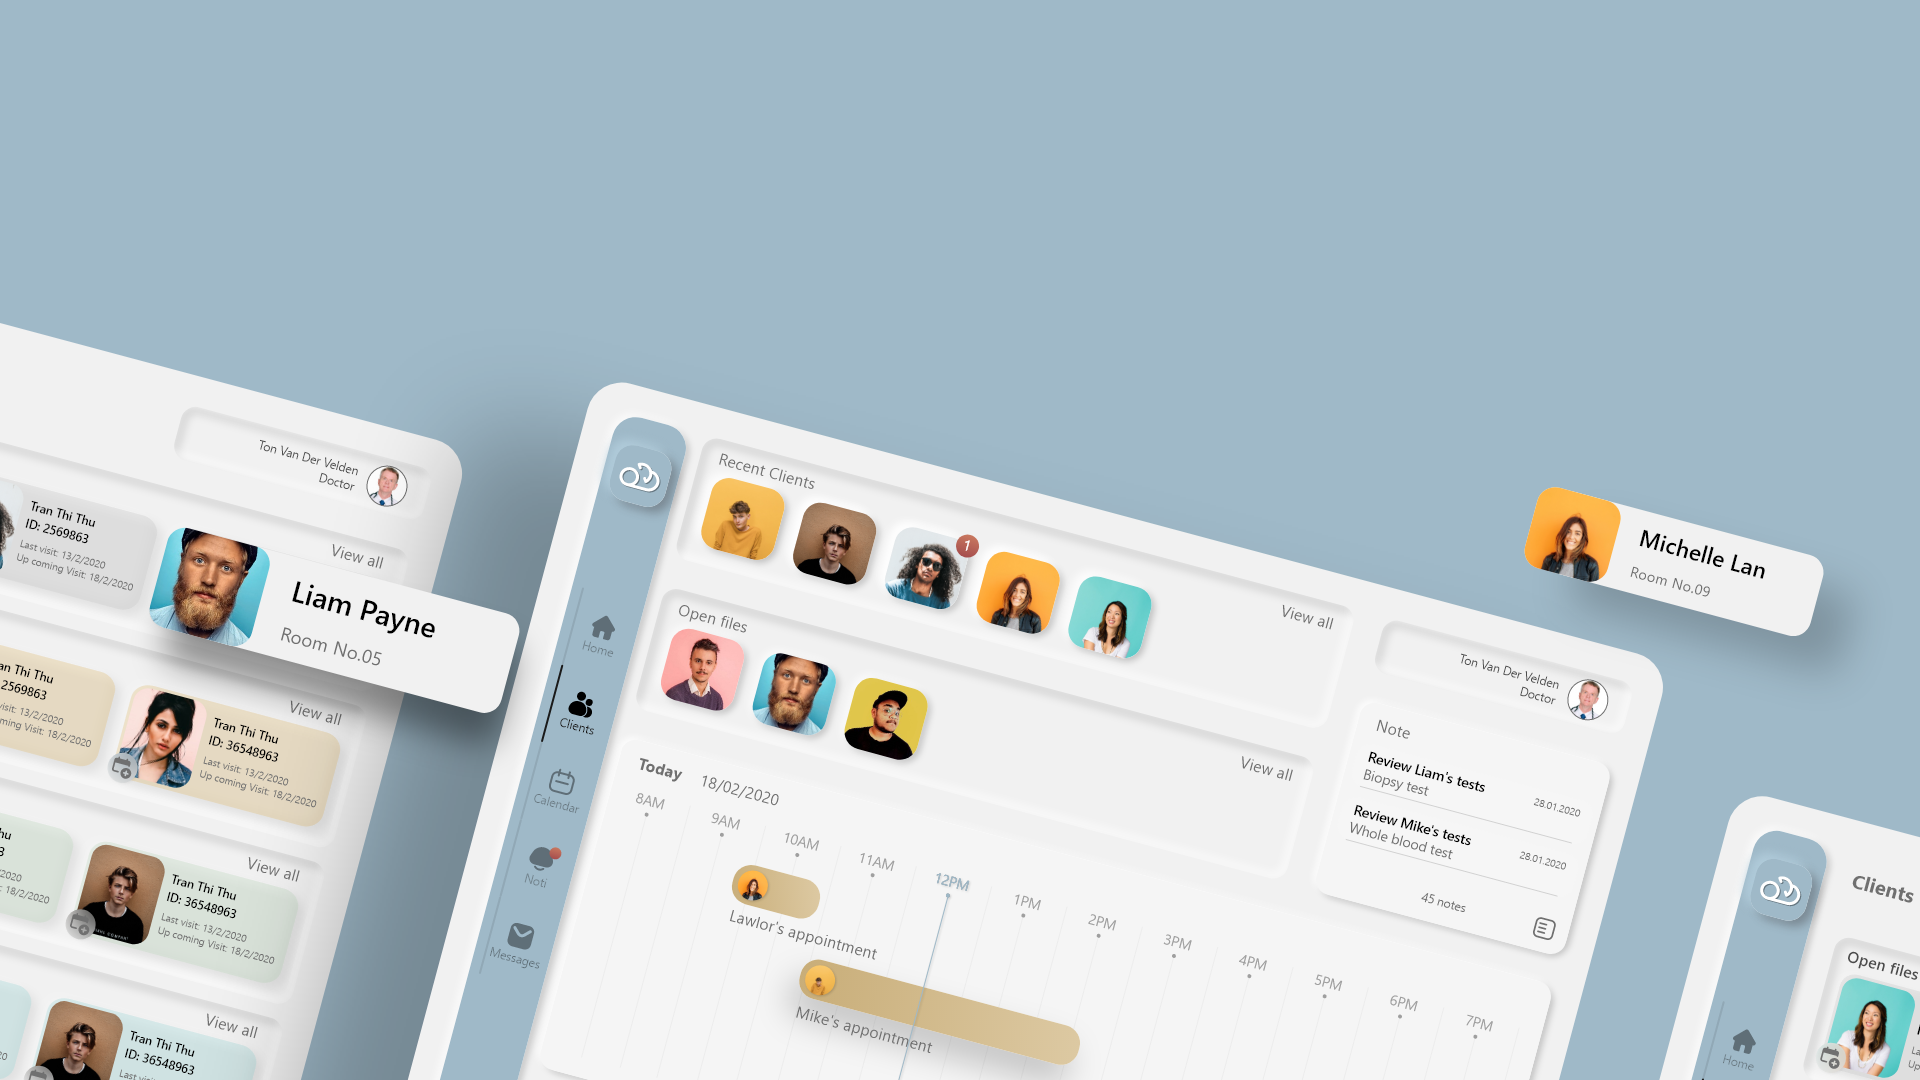 Ton Van Der Velden
Doctor
Tran Thi Thu
ID: 2569863
Last visit: 13/2/2020
Up coming Visit: 18/2/2020
View all
Liam Payne
Room No.05
Thi Thu
2569863
visit: 13/2/2020
coming Visit: 18/2/2020
View all
Tran Thi Thu
ID: 36548963
Last visit: 13/2/2020
Up coming Visit: 18/2/2020
View all
18/2/2020
Tran Thi Thu
ID: 36548963
Last visit: 13/2/2020
Up coming Visit: 18/2/2020
View all
Tran Thi Thu
ID: 36548963
Home
Clients
Calendar
Noti
Messages
Recent Clients
1
View all
Open files
View all
Today 18/02/2020
8AM 9AM 10AM 11AM 12PM 1PM 2PM 3PM 4PM 5PM 6PM 7PM
Lawlor's appointment
Mike's appointment
Ton Van Der Velden
Doctor
Note
Review Liam's tests
Biopsy test
28.01.2020
Review Mike's tests
Whole blood test
28.01.2020
45 notes
Michelle Lan
Room No.09
Clients
Open files
Home